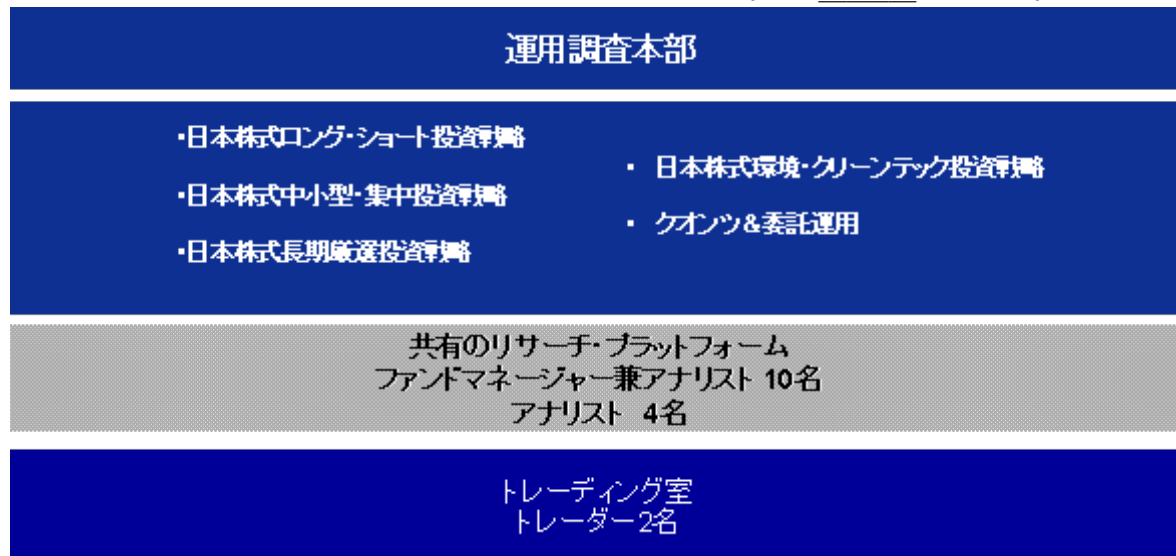 運用調査本部
・日本株式ロング・ショート投資戦略
・日本株式中小型・集中投資戦略
・日本株式長期厳選投資戦略
・ 日本株式環境・クリーンテック投資戦略
・ クオンツ&委託運用
共有のリサーチ・プラットフォーム
ファンドマネージャー兼アナリスト 10名
アナリスト 4名
トレーディング室
トレーダー2名